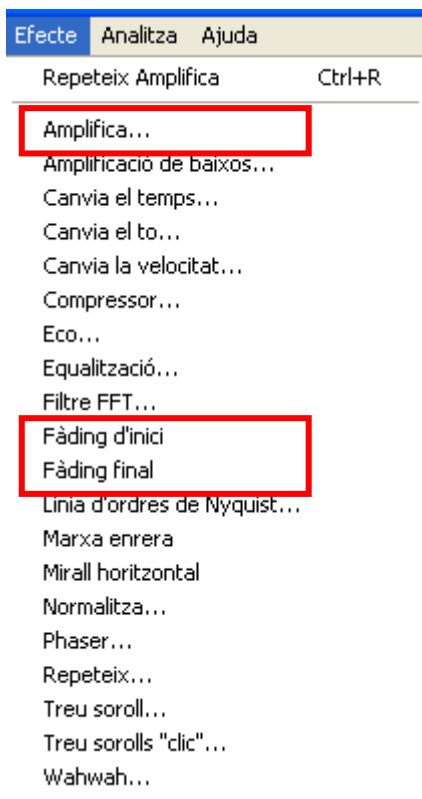 Efecte Analitza Ajuda
Repeteix Amplifica Ctrl+R
Amplifica...
Amplificació de baixos...
Canvia el temps...
Canvia el to...
Canvia la velocitat...
Compressor...
Eco...
Equalització...
Filtre FFT...
Fàding d'inici
Fàding final
Línia d'ordres de Nyquist...
Marxa enrera
Mirall horitzontal
Normalitza...
Phaser...
Repeteix...
Treu soroll...
Treu sorolls "clic"...
Wahwah...